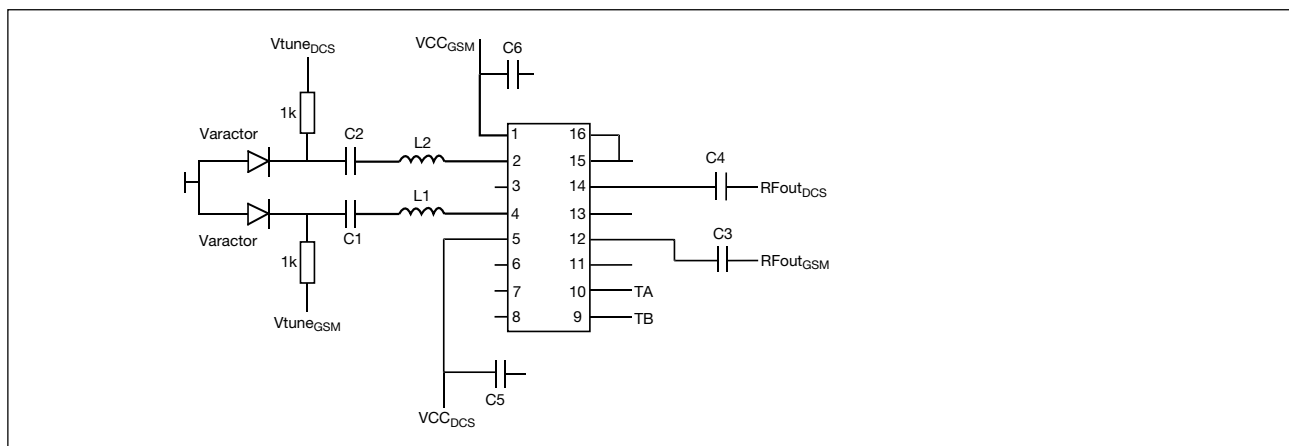 VtuneDCS
VCCGSM
C6
1k
Varactor
C2
L2
1
16
2
15
C4
3
14
RFoutDCS
L1
4
13
Varactor
C1
5
12
C3
RFoutGSM
1k
6
11
7
10
TA
VtuneGSM
8
9
TB
C5
VCCDCS